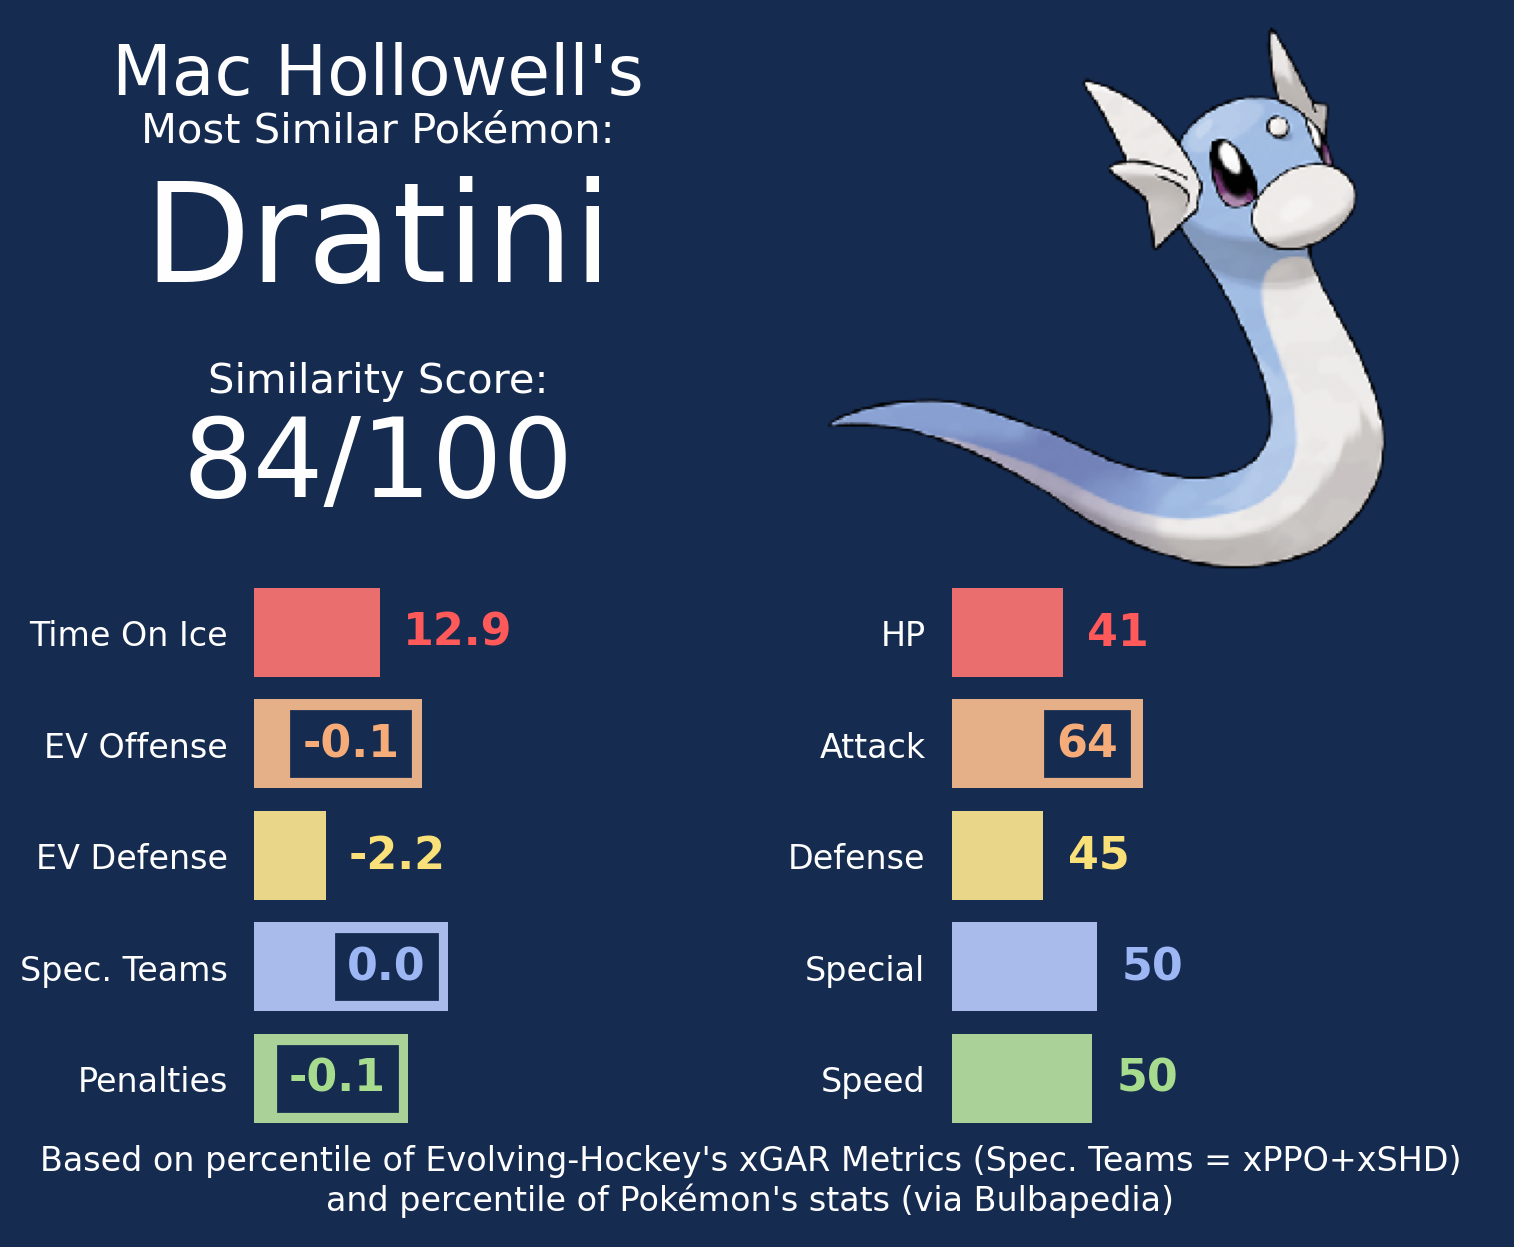 Mac Hollowell's
Most Similar Pokémon:
Dratini
Similarity Score:
84/100
Time On Ice 12.9
EV Offense -0.1
EV Defense -2.2
Spec. Teams 0.0
Penalties -0.1
HP 41
Attack 64
Defense 45
Special 50
Speed 50
Based on percentile of Evolving-Hockey's xGAR Metrics (Spec. Teams = xPPO+xSHD)
and percentile of Pokémon's stats (via Bulbapedia)